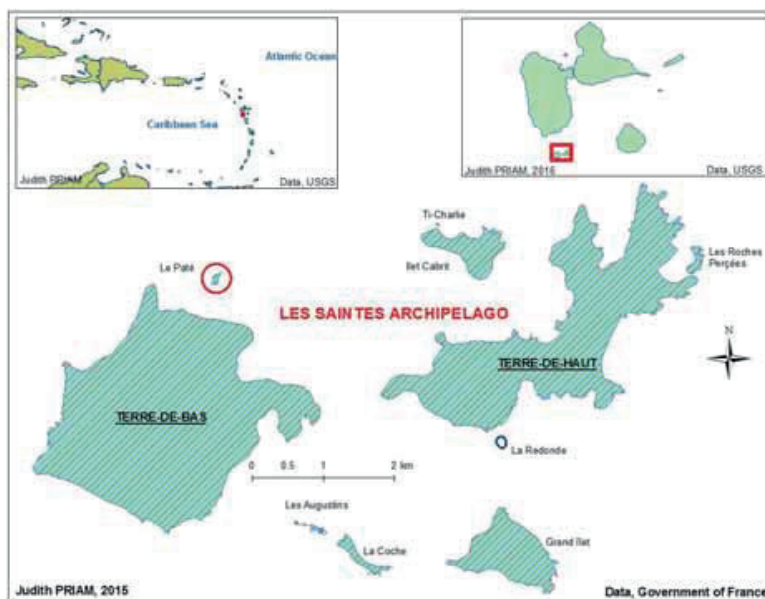 Atlantic Ocean
Caribbean Sea
Judith PRIAM
Data, USGS
Judith PRIAM, 2016
Data, USGS
Ti-Charlie
Ilet Cabrit
Les Roches
Perçées
Le Paté
LES SAINTES ARCHIPELAGO
N
TERRE-DE-HAUT
TERRE-DE-BAS
La Redonde
0 0.5 1 2 km
Les Augustins
La Coche
Grand Ilet
Judith PRIAM, 2015
Data, Government of France